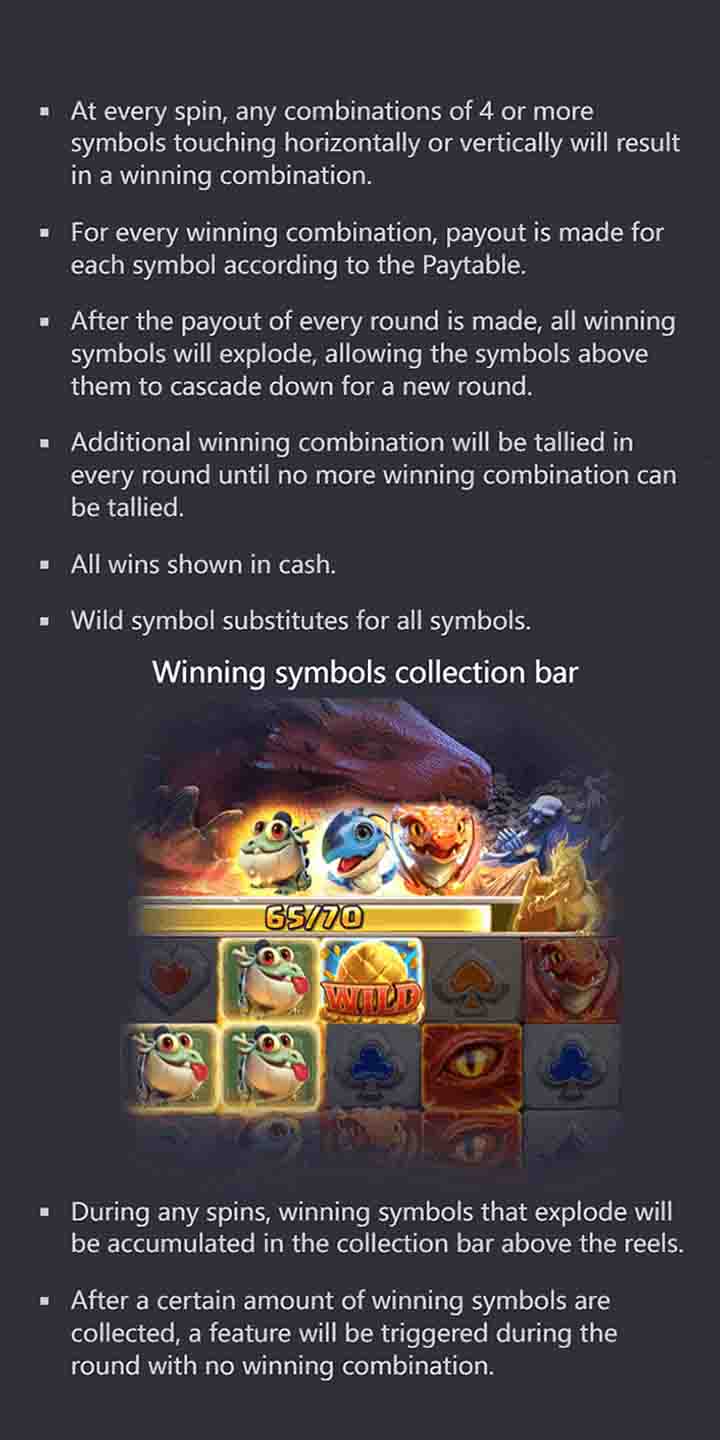 ▪ At every spin, any combinations of 4 or more
symbols touching horizontally or vertically will result
in a winning combination.
▪ For every winning combination, payout is made for
each symbol according to the Paytable.
▪ After the payout of every round is made, all winning
symbols will explode, allowing the symbols above
them to cascade down for a new round.
▪ Additional winning combination will be tallied in
every round until no more winning combination can
be tallied.
▪ All wins shown in cash.
▪ Wild symbol substitutes for all symbols.
Winning symbols collection bar
65/70
WILD
▪ During any spins, winning symbols that explode will
be accumulated in the collection bar above the reels.
▪ After a certain amount of winning symbols are
collected, a feature will be triggered during the
round with no winning combination.